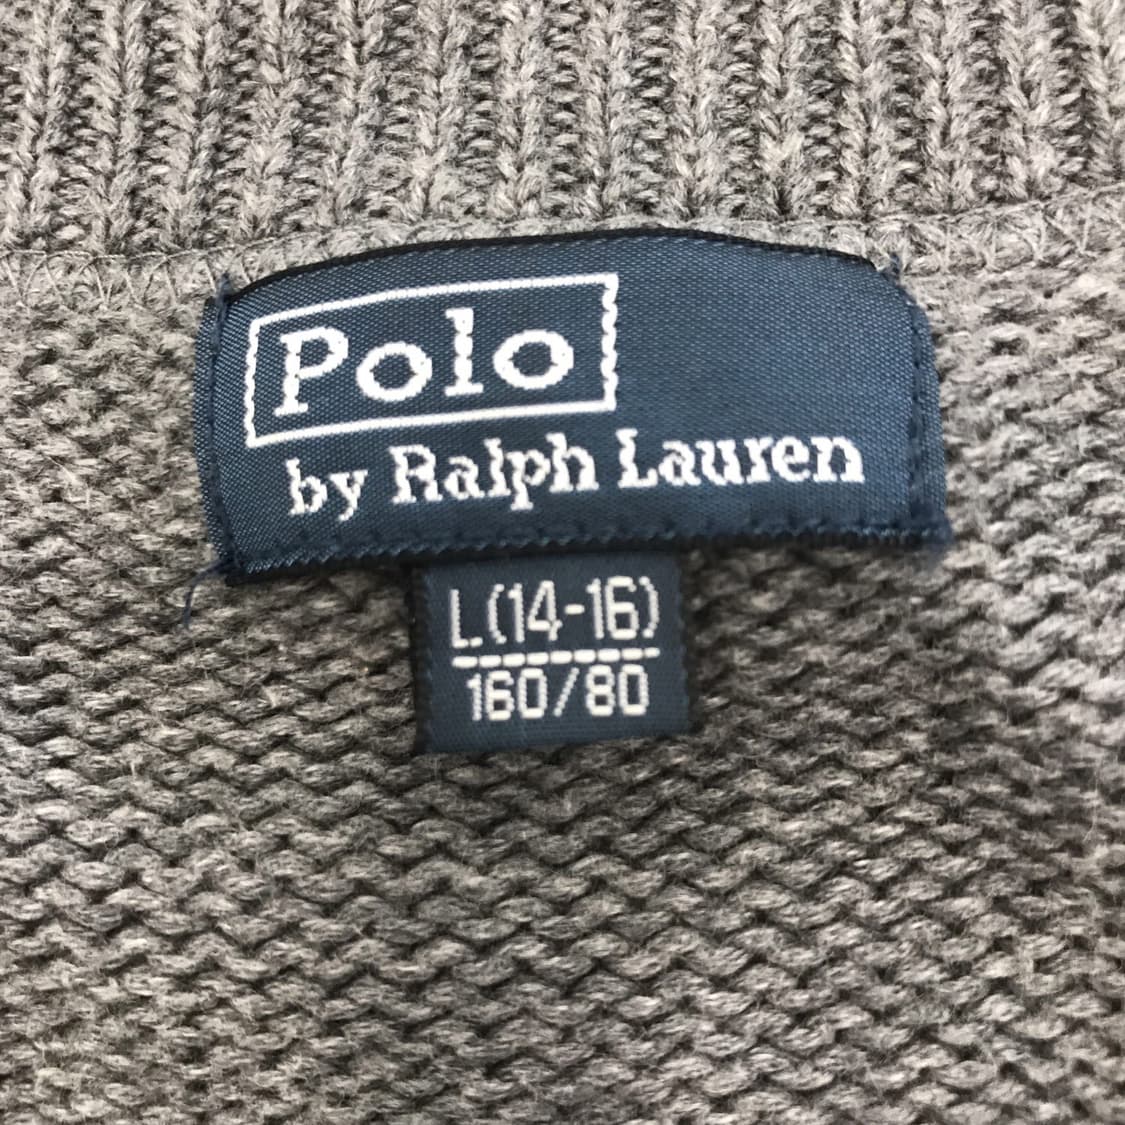 Polo
by Ralph Lauren
L(14-16)
160/80